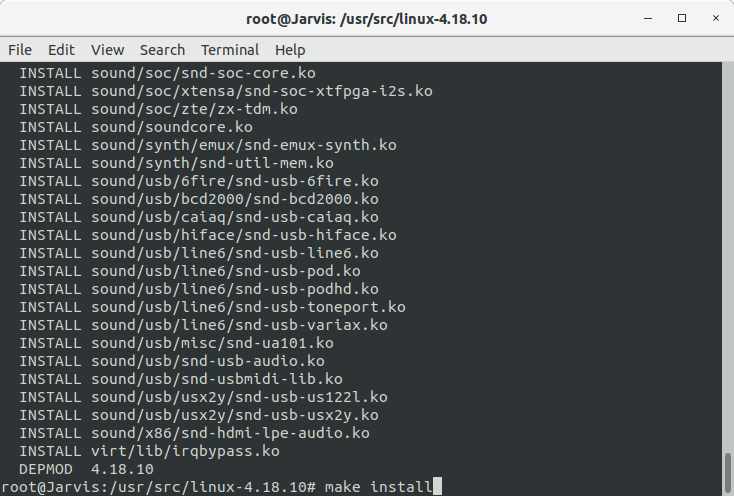 root@Jarvis: /usr/src/linux-4.18.10
File Edit View Search Terminal Help
INSTALL sound/soc/snd-soc-core.ko
INSTALL sound/soc/xtensa/snd-soc-xtfpga-i2s.ko
INSTALL sound/soc/zte/zx-tdm.ko
INSTALL sound/soundcore.ko
INSTALL sound/synth/emux/snd-emux-synth.ko
INSTALL sound/synth/snd-util-mem.ko
INSTALL sound/usb/6fire/snd-usb-6fire.ko
INSTALL sound/usb/bcd2000/snd-bcd2000.ko
INSTALL sound/usb/caiaq/snd-usb-caiaq.ko
INSTALL sound/usb/hiface/snd-usb-hiface.ko
INSTALL sound/usb/line6/snd-usb-line6.ko
INSTALL sound/usb/line6/snd-usb-pod.ko
INSTALL sound/usb/line6/snd-usb-podhd.ko
INSTALL sound/usb/line6/snd-usb-toneport.ko
INSTALL sound/usb/line6/snd-usb-variax.ko
INSTALL sound/usb/misc/snd-ua101.ko
INSTALL sound/usb/snd-usb-audio.ko
INSTALL sound/usb/snd-usbmidi-lib.ko
INSTALL sound/usb/usx2y/snd-usb-us122l.ko
INSTALL sound/usb/usx2y/snd-usb-usx2y.ko
INSTALL sound/x86/snd-hdmi-lpe-audio.ko
INSTALL virt/lib/irqbypass.ko
DEPMOD 4.18.10
root@Jarvis:/usr/src/linux-4.18.10# make install